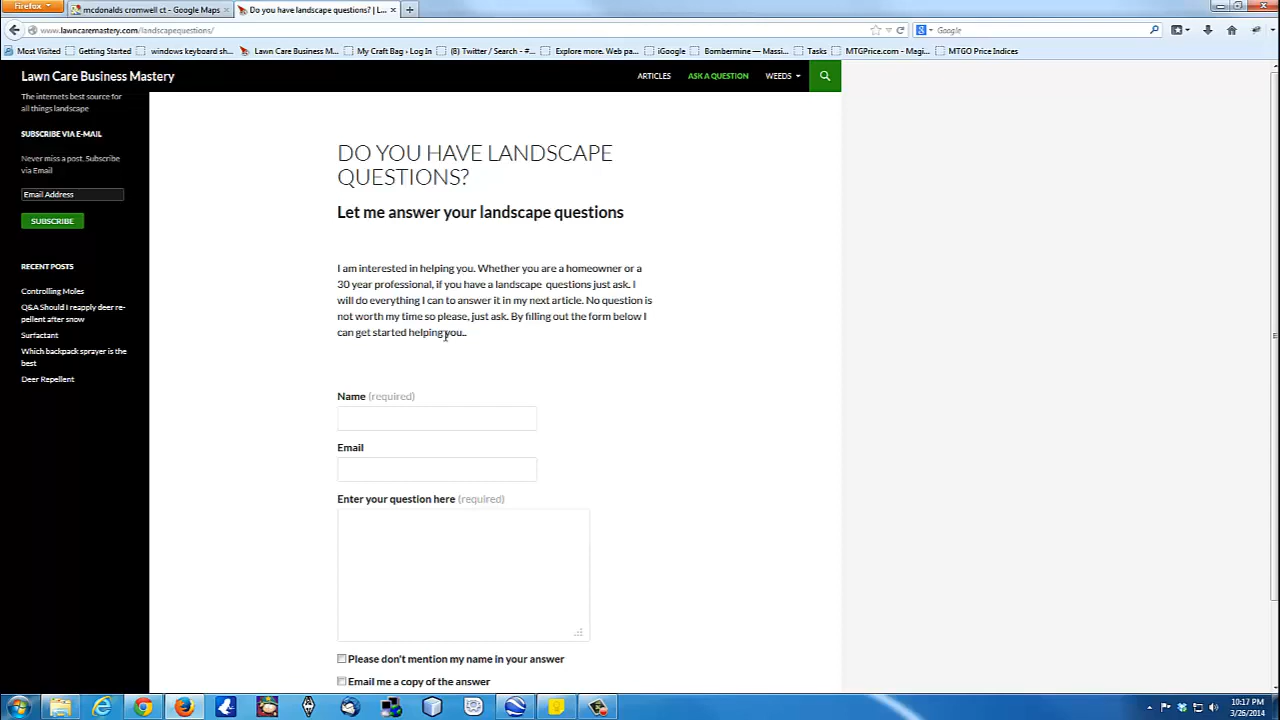 Firefox
mcdonalds cromwell ct - Google Maps
Do you have landscape questions? | L...
www.lawncaremastery.com/landscapequestions/
Google
Most Visited
Getting Started
windows keyboard sh...
Lawn Care Business M...
My Craft Bag ‹ Log In
(8) Twitter / Search - #...
Explore more. Web pa...
iGoogle
Bombermine — Massi...
Tasks
MTGPrice.com - Magi...
MTGO Price Indices
Lawn Care Business Mastery
ARTICLES
ASK A QUESTION
WEEDS
The internets best source for
all things landscape
SUBSCRIBE VIA E-MAIL
Never miss a post. Subscribe
via Email
Email Address
SUBSCRIBE
RECENT POSTS
Controlling Moles
Q&A Should I reapply deer re-
pellent after snow
Surfactant
Which backpack sprayer is the
best
Deer Repellent
DO YOU HAVE LANDSCAPE
QUESTIONS?
Let me answer your landscape questions
I am interested in helping you. Whether you are a homeowner or a
30 year professional, if you have a landscape questions just ask. I
will do everything I can to answer it in my next article. No question is
not worth my time so please, just ask. By filling out the form below I
can get started helping you..
Name (required)
Email
Enter your question here (required)
Please don't mention my name in your answer
Email me a copy of the answer
10:17 PM
3/26/2014